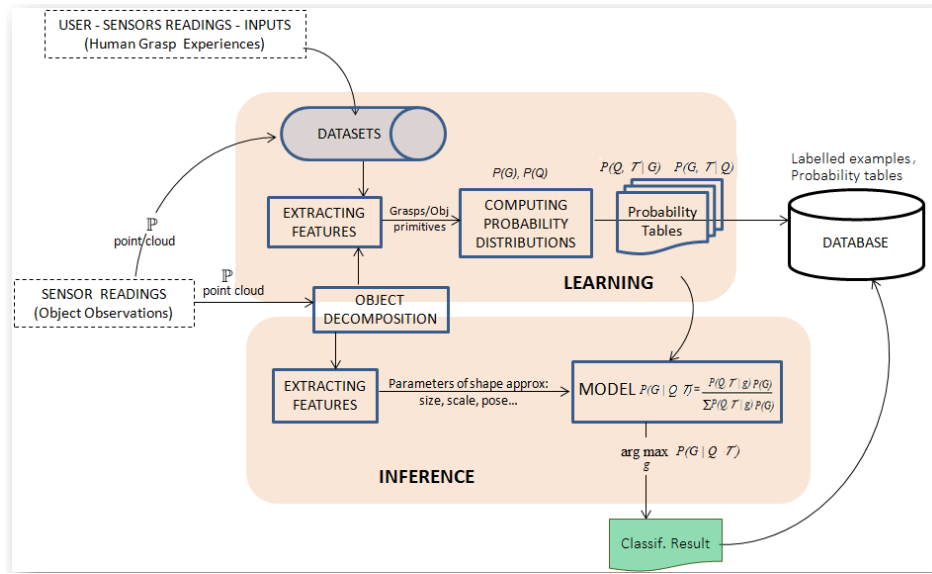 USER - SENSORS READINGS - INPUTS
(Human Grasp Experiences)
DATASETS
P(G), P(Q)
P(Q, T | G) P(G, T | Q)
Labelled examples,
Probability tables
EXTRACTING
FEATURES
Grasps/Obj
primitives
COMPUTING
PROBABILITY
DISTRIBUTIONS
Probability
Tables
DATABASE
ℙ
point cloud
ℙ
point cloud
SENSOR READINGS
(Object Observations)
OBJECT
DECOMPOSITION
LEARNING
EXTRACTING
FEATURES
Parameters of shape approx:
size, scale, pose...
MODEL P(G | Q T) = P(Q T | g) P(G)
∑P(Q T | g) P(G)
arg max P(G | Q T)
g
INFERENCE
Classif. Result